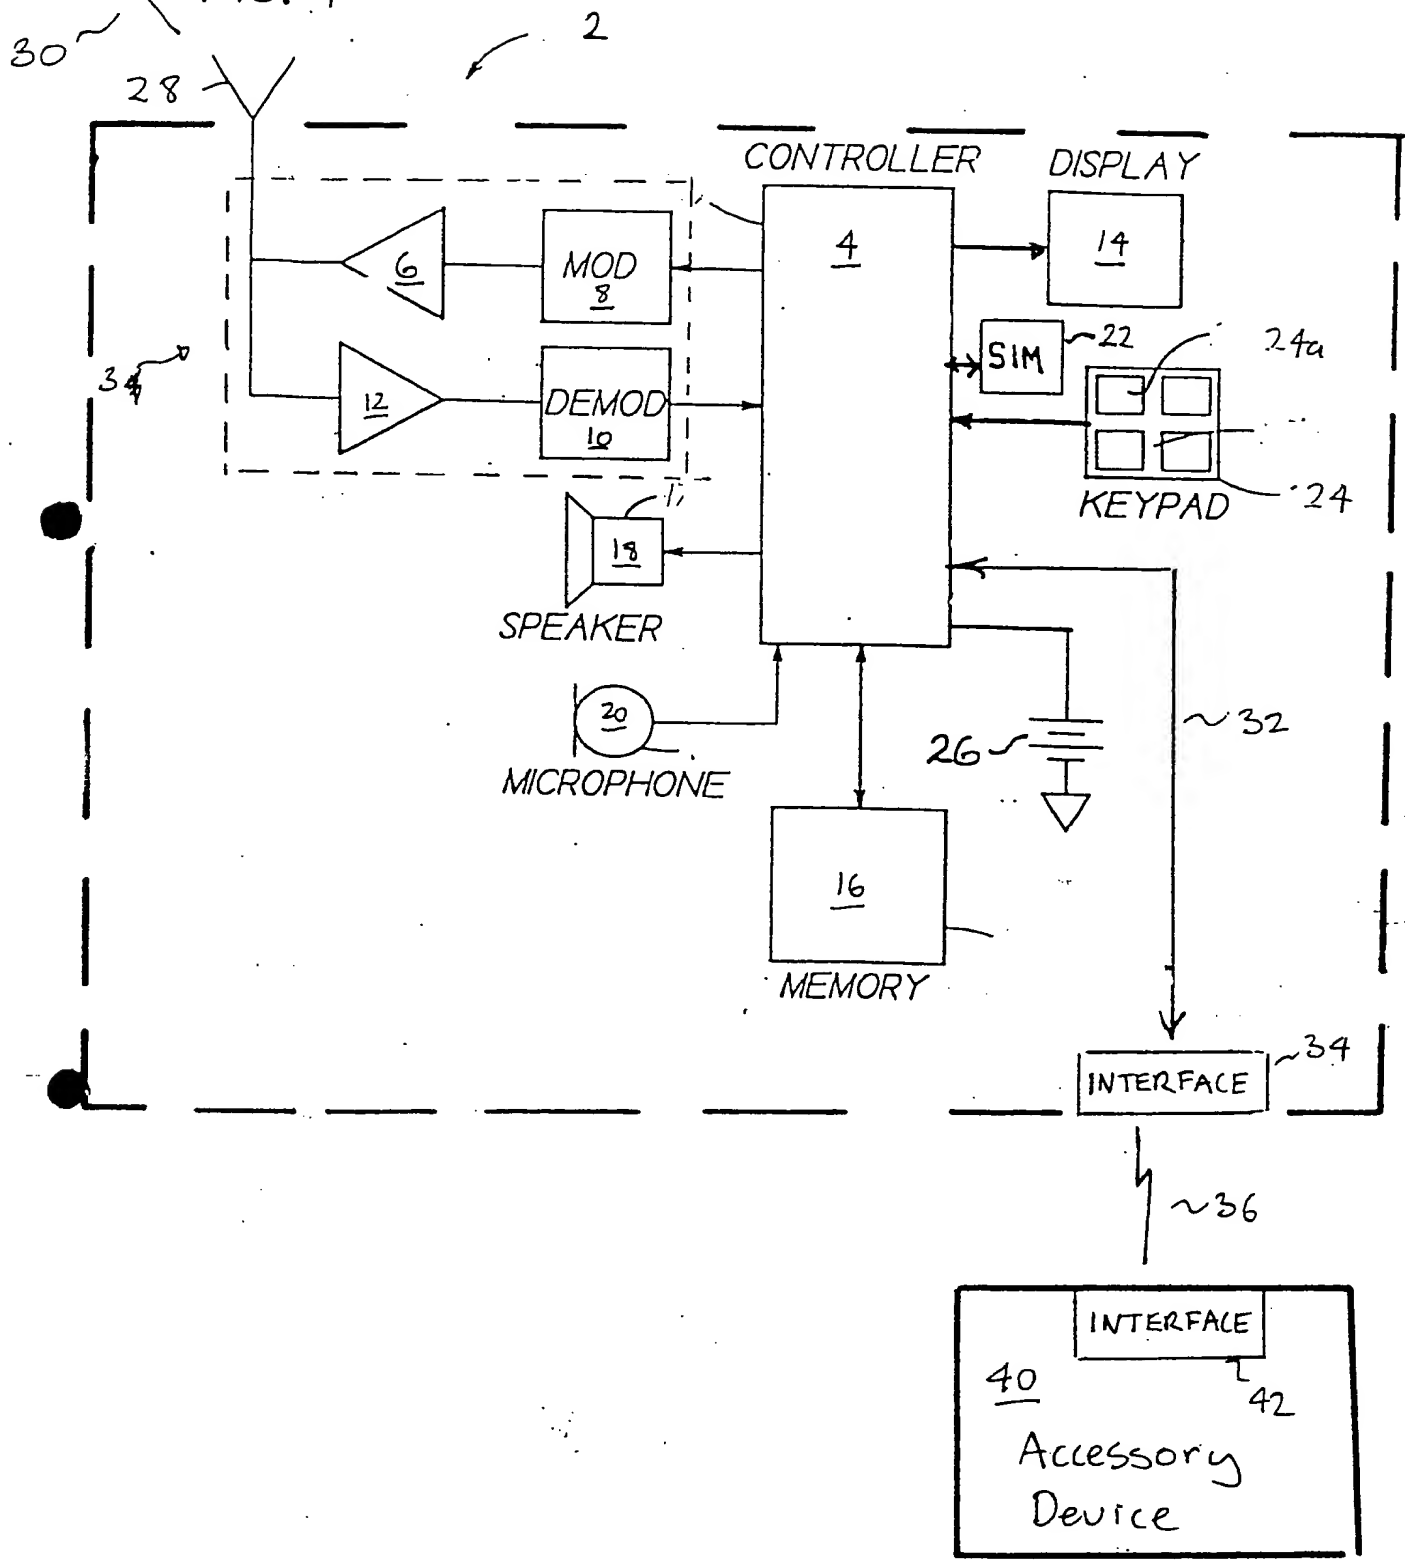 30
2
28
CONTROLLER
DISPLAY
4
14
6
MOD
8
SIM
22
24a
34
12
DEMOD
10
24
KEYPAD
18
SPEAKER
20
32
26
MICROPHONE
16
MEMORY
34
INTERFACE
36
INTERFACE
40
42
Accessory
Device